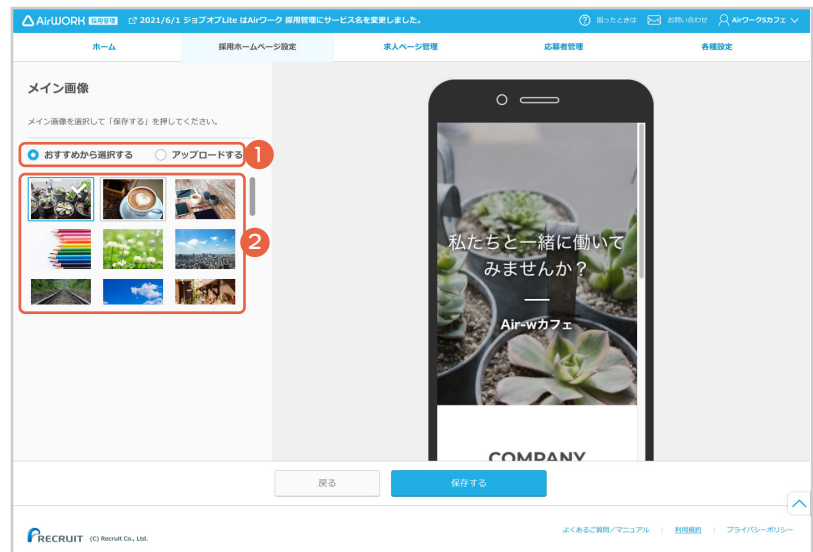 AirWORK 採用管理 2021/6/1 ジョブオプLite はAirワーク 採用管理にサービス名を変更しました。 困ったときは お問い合わせ AirワークSカフェ
ホーム 採用ホームページ設定 求人ページ管理 応募者管理 各種設定
メイン画像
メイン画像を選択して「保存する」を押してください。
おすすめから選択する アップロードする 1
2
私たちと一緒に働いて
みませんか？
Air-wカフェ
COMPANY
戻る 保存する
よくあるご質問/マニュアル | 利用規約 | プライバシーポリシー
RECRUIT (C) Recruit Co., Ltd.